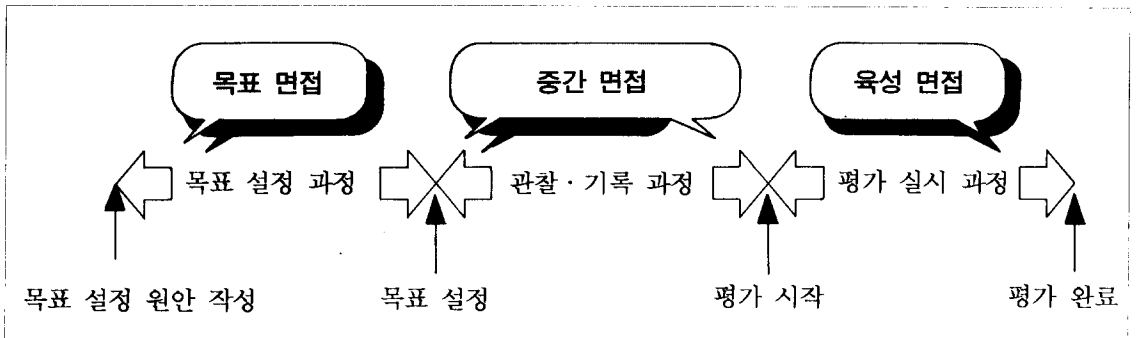 목표 면접 중간 면접 육성 면접
목표 설정 과정 관찰·기록 과정 평가 실시 과정
목표 설정 원안 작성 목표 설정 평가 시작 평가 완료